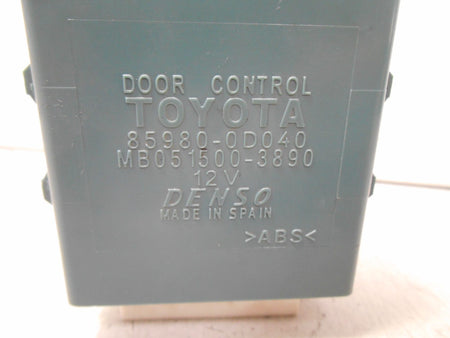 DOOR CONTROL
TOYOTA
85980-0D040
MB051500-3890
12V
DENSO
MADE IN SPAIN
>ABS<